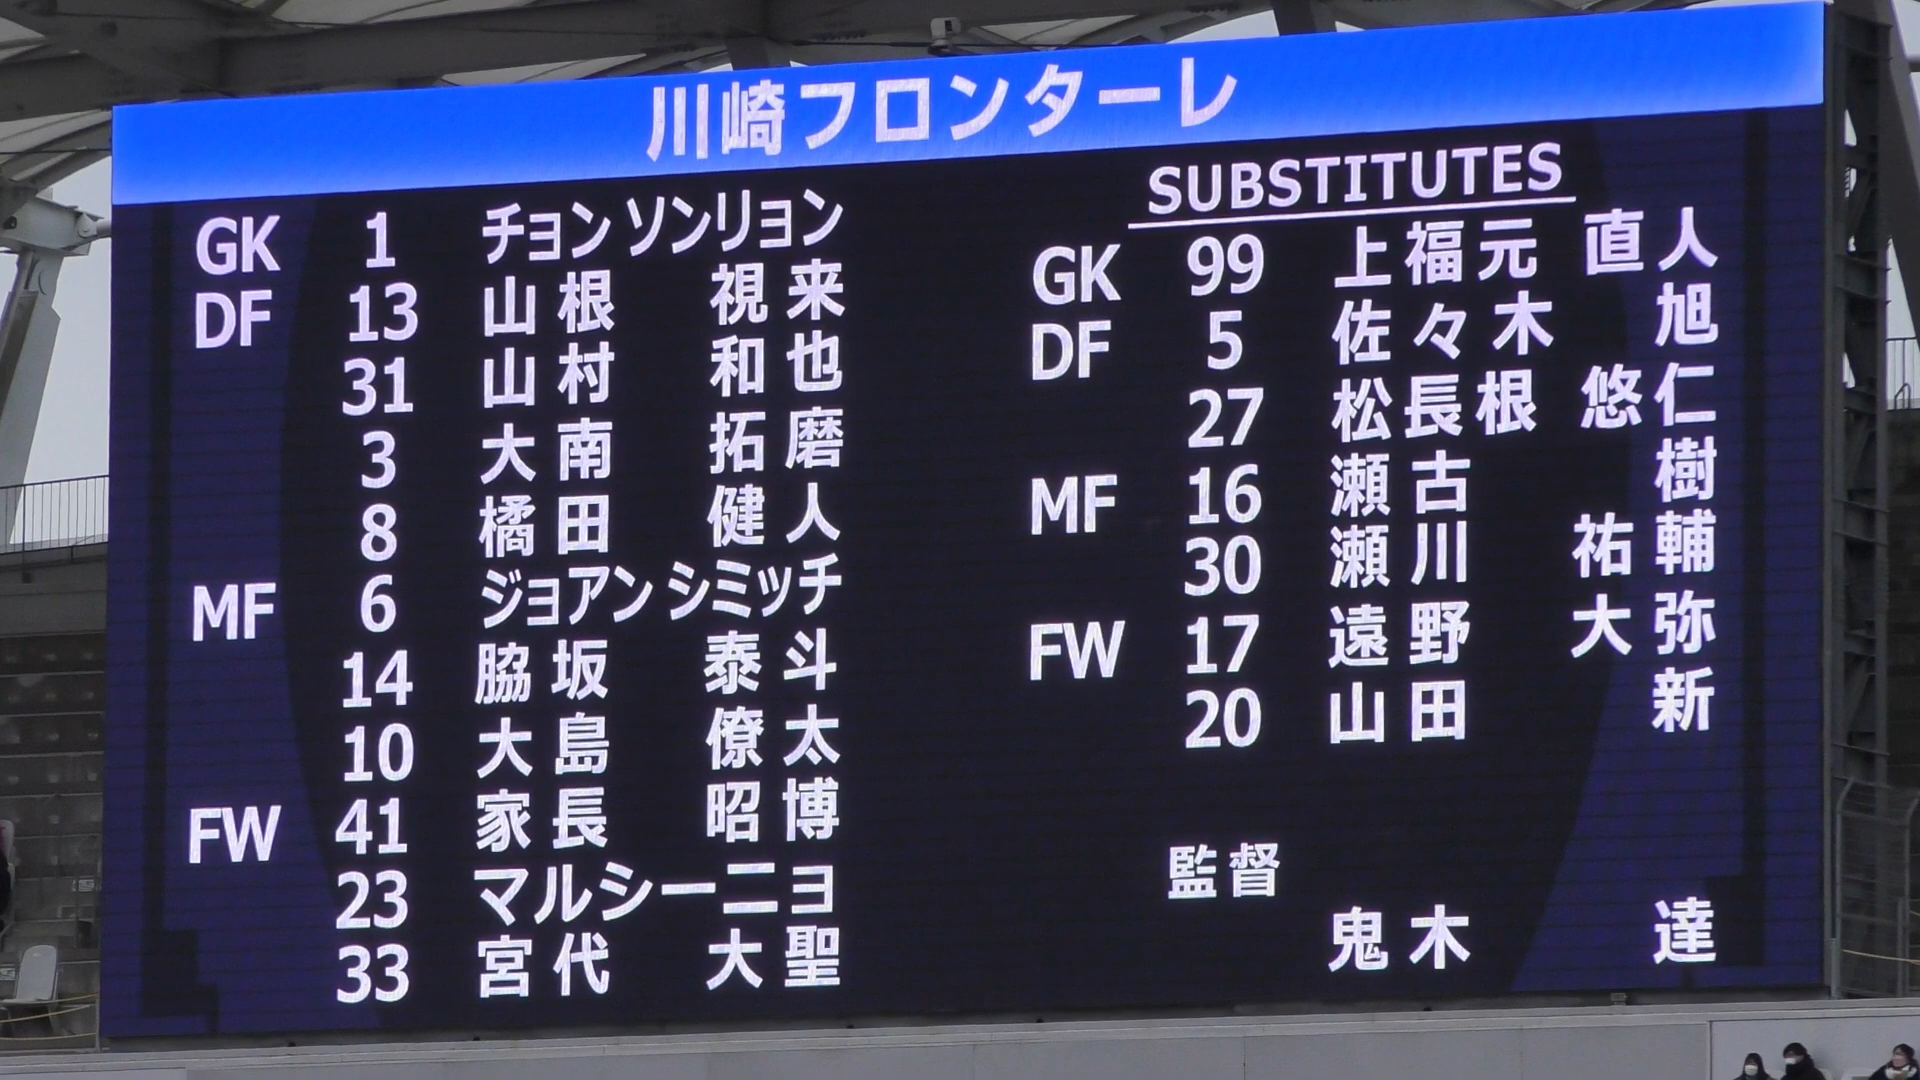 川崎フロンターレ
GK 1 チョン ソンリョン
DF 13 山根 視来
31 山村 和也
3 大南 拓磨
8 橘田 健人
MF 6 ジョアン シミッチ
14 脇坂 泰斗
10 大島 僚太
FW 41 家長 昭博
23 マルシーニヨ
33 宮代 大聖
SUBSTITUTES
GK 99 上福元 直人
DF 5 佐々木 旭
27 松長根 悠仁
MF 16 瀬古 樹
30 瀬川 祐輔
FW 17 遠野 大弥
20 山田 新
監督
鬼木 達